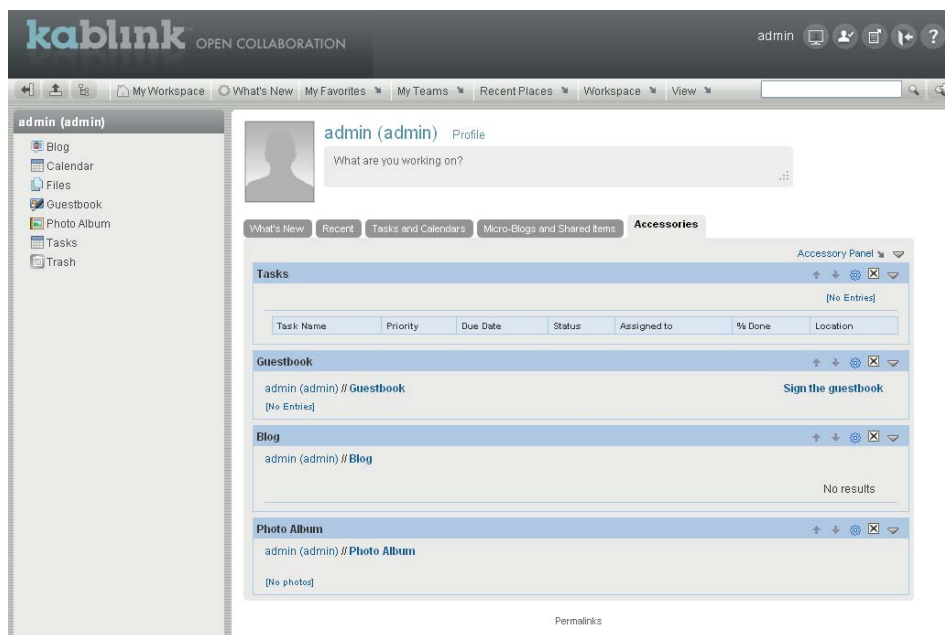 kablink OPEN COLLABORATION
admin ?
My Workspace What's New My Favorites My Teams Recent Places Workspace View
admin (admin)
Blog
Calendar
Files
Guestbook
Photo Album
Tasks
Trash
admin (admin) Profile
What are you working on?
What's New Recent Tasks and Calendars Micro-Blogs and Shared Items Accessories
Accessory Panel
Tasks
[No Entries]
Task Name Priority Due Date Status Assigned to % Done Location
Guestbook
admin (admin) // Guestbook Sign the guestbook
[No Entries]
Blog
admin (admin) // Blog
No results
Photo Album
admin (admin) // Photo Album
[No photos]
Permalinks